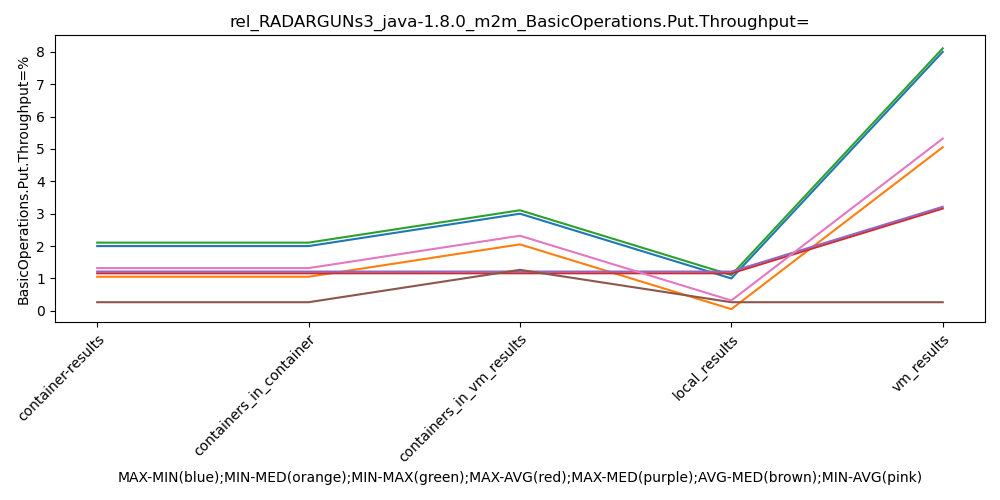 rel_RADARGUNs3_java-1.8.0_m2m_BasicOperations.Put.Throughput=
BasicOperations.Put.Throughput=%
8
7
6
5
4
3
2
1
0
container-results
containers_in_container
containers_in_vm_results
local_results
vm_results
MAX-MIN(blue);MIN-MED(orange);MIN-MAX(green);MAX-AVG(red);MAX-MED(purple);AVG-MED(brown);MIN-AVG(pink)